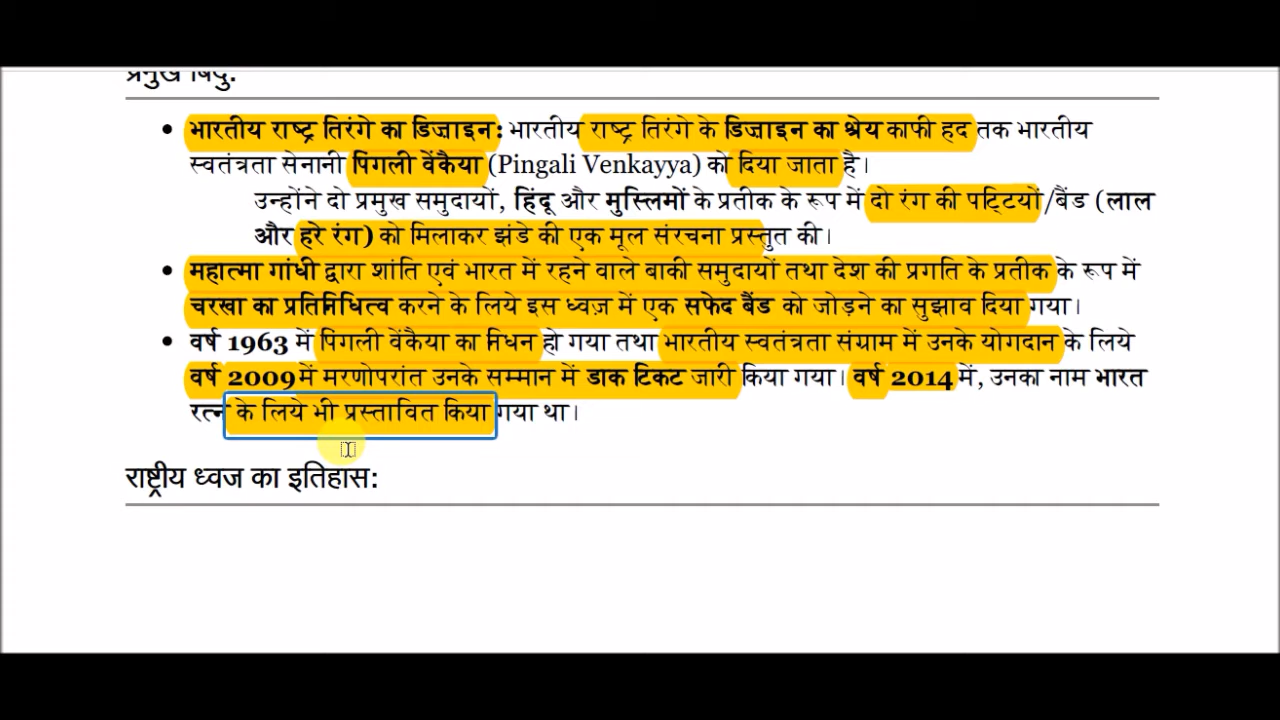 प्रमुख बिंदु:
भारतीय राष्ट्र तिरंगे का डिज़ाइन: भारतीय राष्ट्र तिरंगे के डिज़ाइन का श्रेय काफी हद तक भारतीय
स्वतंत्रता सेनानी पिंगली वेंकैया (Pingali Venkayya) को दिया जाता है।
उन्होंने दो प्रमुख समुदायों, हिंदू और मुस्लिमों के प्रतीक के रूप में दो रंग की पट्टियों/बैंड (लाल
और हरे रंग) को मिलाकर झंडे की एक मूल संरचना प्रस्तुत की।
महात्मा गांधी द्वारा शांति एवं भारत में रहने वाले बाकी समुदायों तथा देश की प्रगति के प्रतीक के रूप में
चरखा का प्रतिनिधित्व करने के लिये इस ध्वज़ में एक सफेद बैंड को जोड़ने का सुझाव दिया गया।
वर्ष 1963 में पिंगली वेंकैया का निधन हो गया तथा भारतीय स्वतंत्रता संग्राम में उनके योगदान के लिये
वर्ष 2009 में मरणोपरांत उनके सम्मान में डाक टिकट जारी किया गया। वर्ष 2014 में, उनका नाम भारत
रत्न के लिये भी प्रस्तावित किया गया था।
राष्ट्रीय ध्वज का इतिहास: